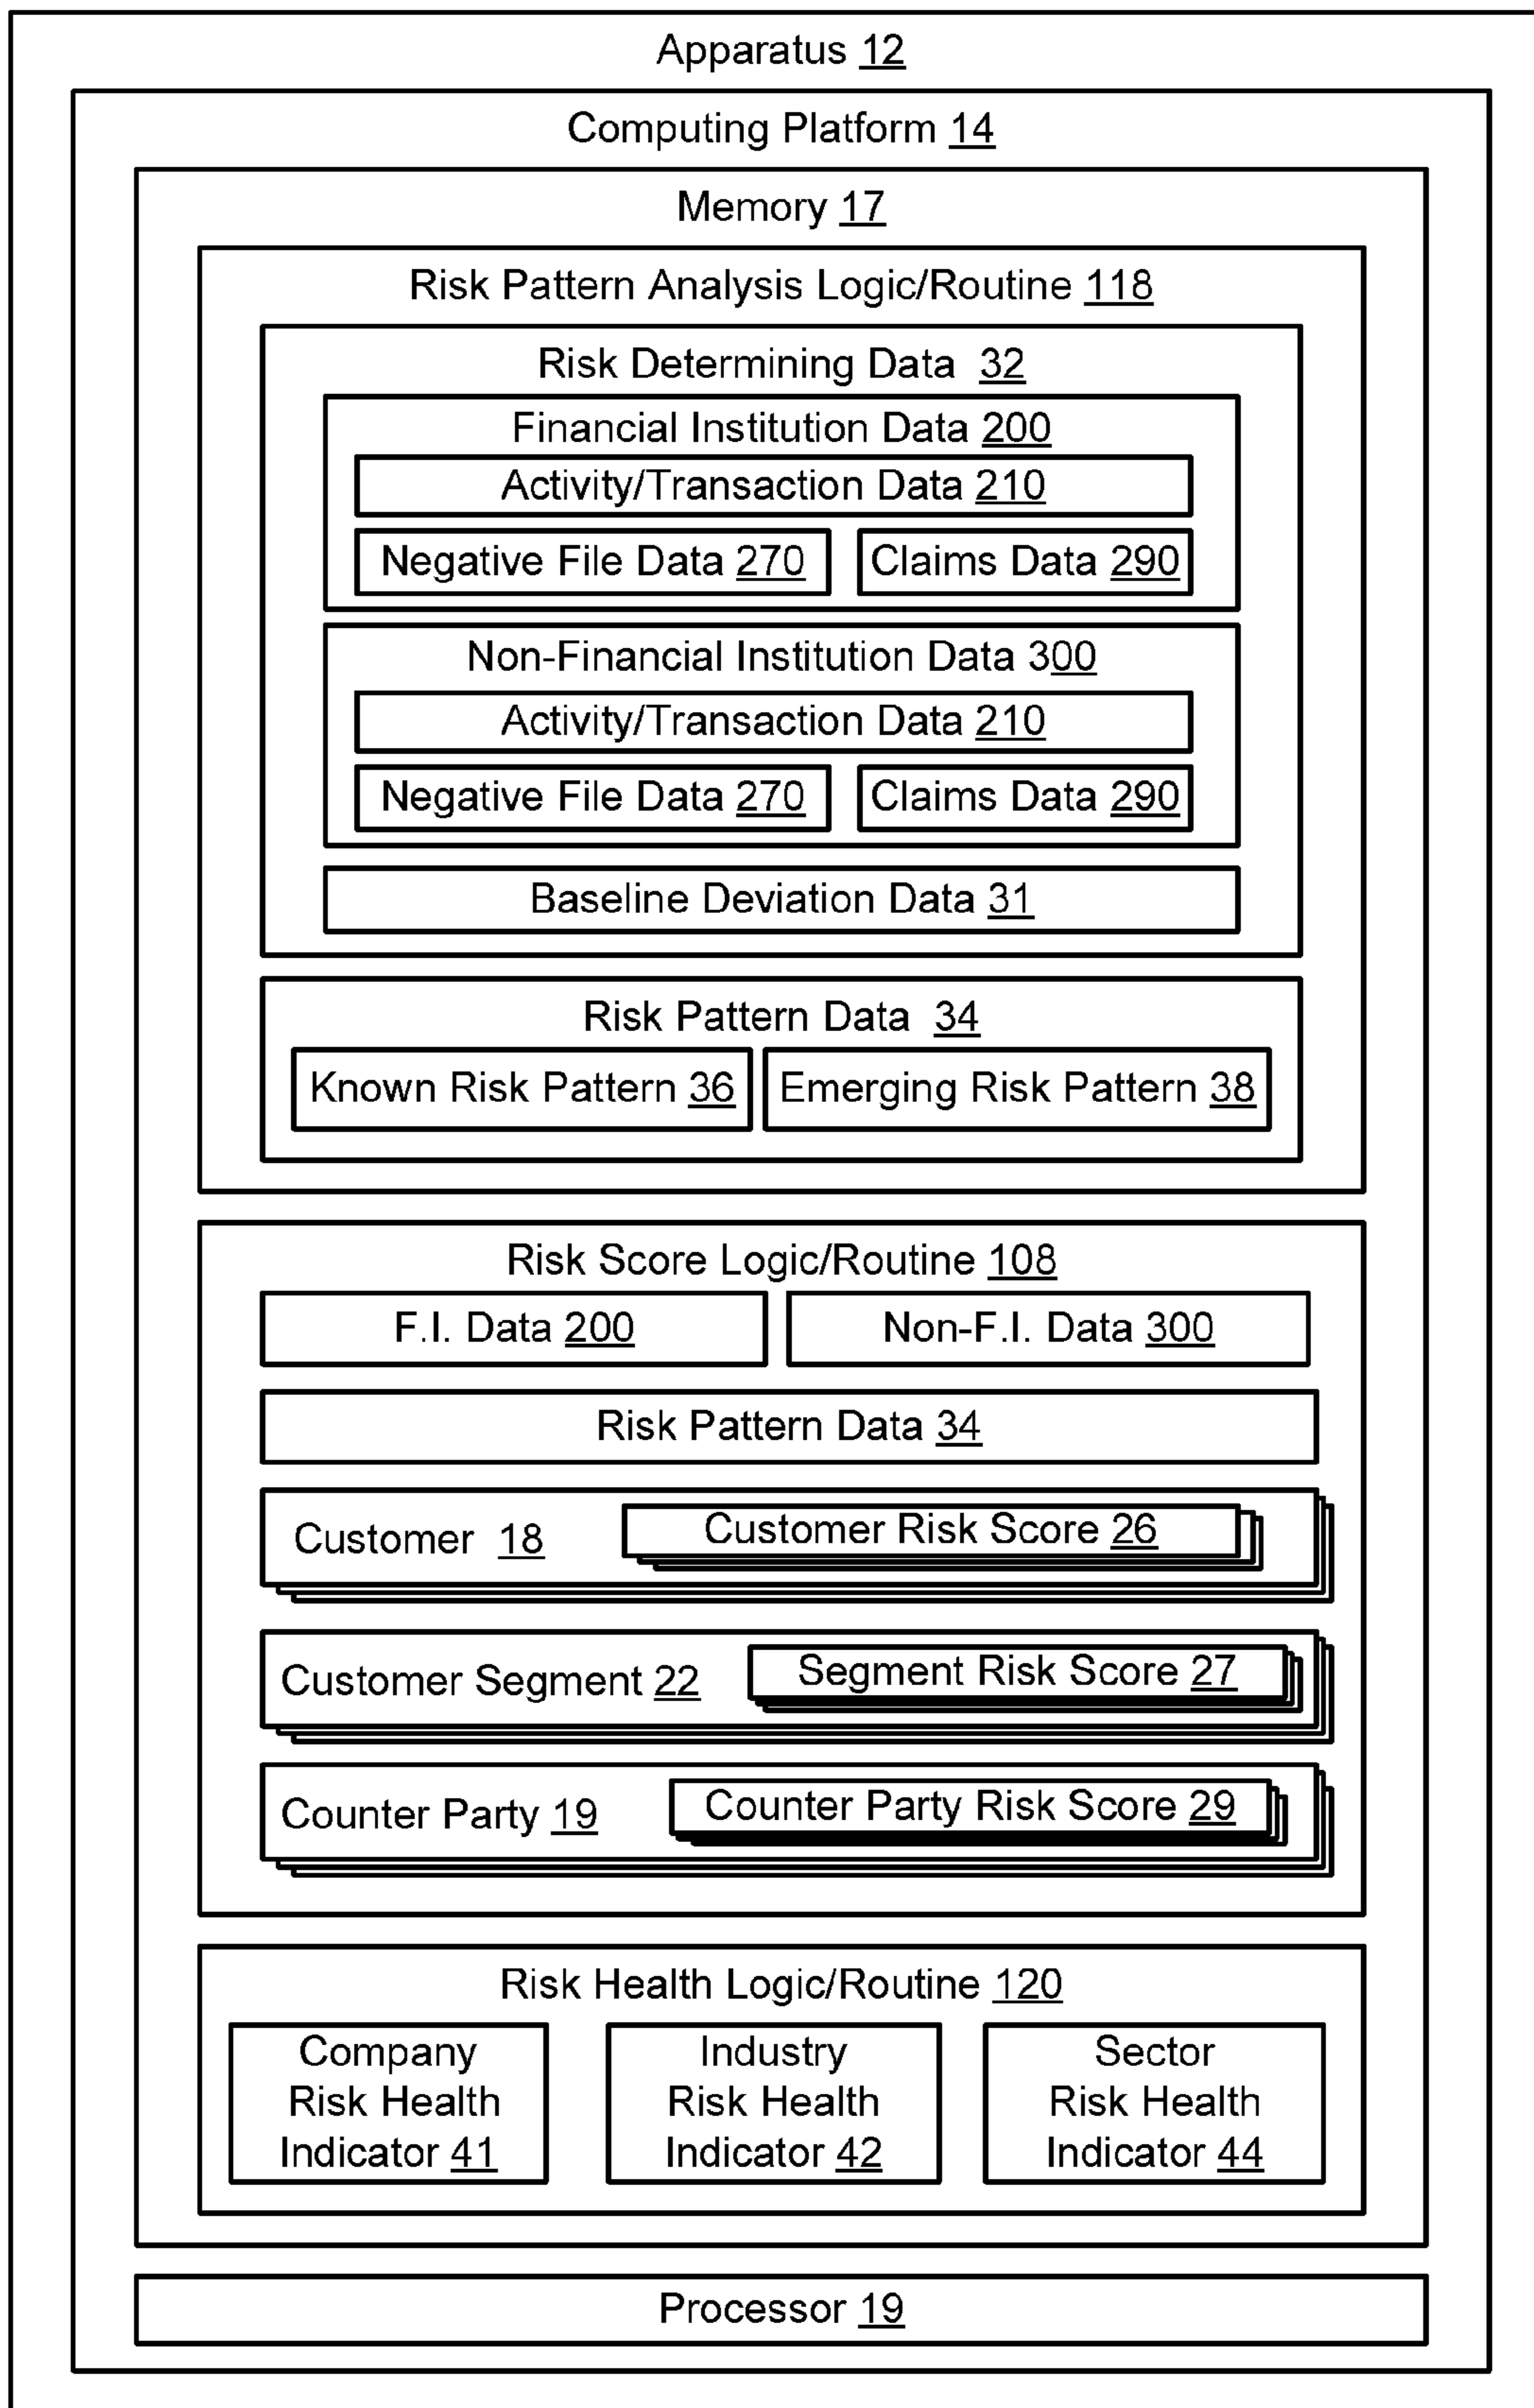 Apparatus 12
Computing Platform 14
Memory 17
Risk Pattern Analysis Logic/Routine 118
Risk Determining Data 32
Financial Institution Data 200
Activity/Transaction Data 210
Negative File Data 270
Claims Data 290
Non-Financial Institution Data 300
Activity/Transaction Data 210
Negative File Data 270
Claims Data 290
Baseline Deviation Data 31
Risk Pattern Data 34
Known Risk Pattern 36
Emerging Risk Pattern 38
Risk Score Logic/Routine 108
F.I. Data 200
Non-F.I. Data 300
Risk Pattern Data 34
Customer 18
Customer Risk Score 26
Customer Segment 22
Segment Risk Score 27
Counter Party 19
Counter Party Risk Score 29
Risk Health Logic/Routine 120
Company
Risk Health
Indicator 41
Industry
Risk Health
Indicator 42
Sector
Risk Health
Indicator 44
Processor 19